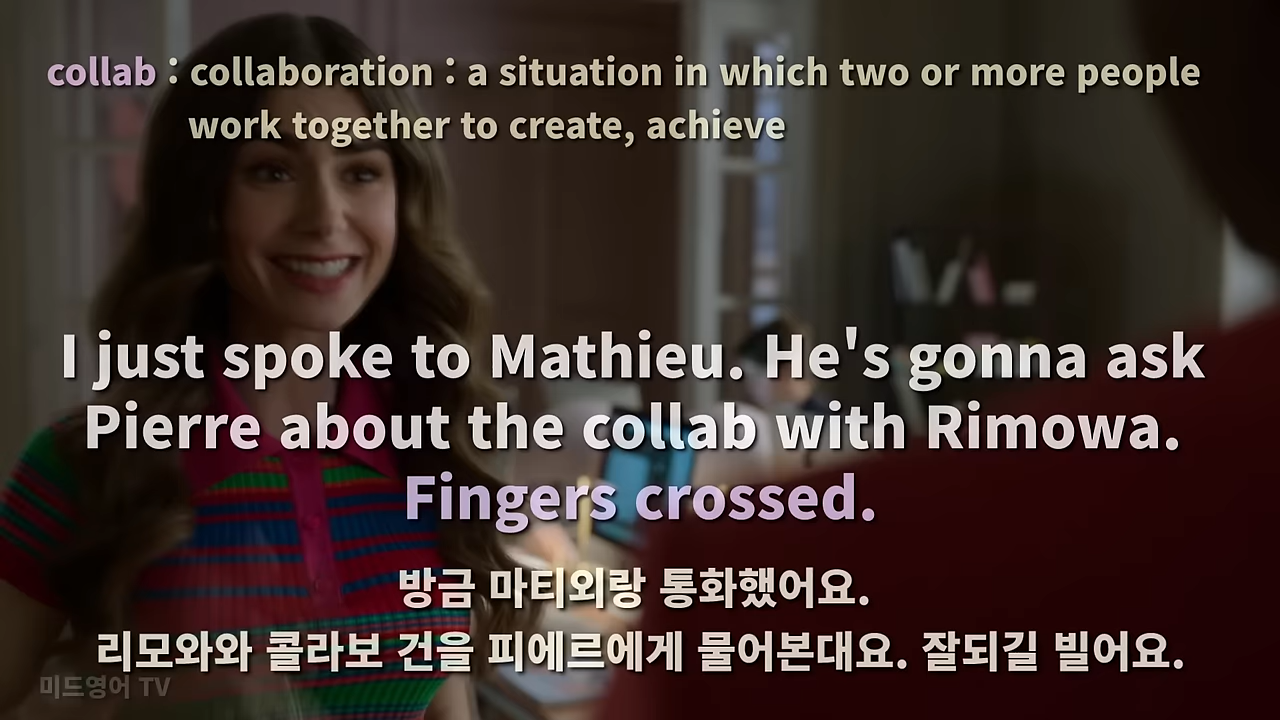 collab : collaboration : a situation in which two or more people
work together to create, achieve
I just spoke to Mathieu. He's gonna ask
Pierre about the collab with Rimowa.
Fingers crossed.
방금 마티외랑 통화했어요.
리모와와 콜라보 건을 피에르에게 물어본대요. 잘되길 빌어요.
미드영어 TV